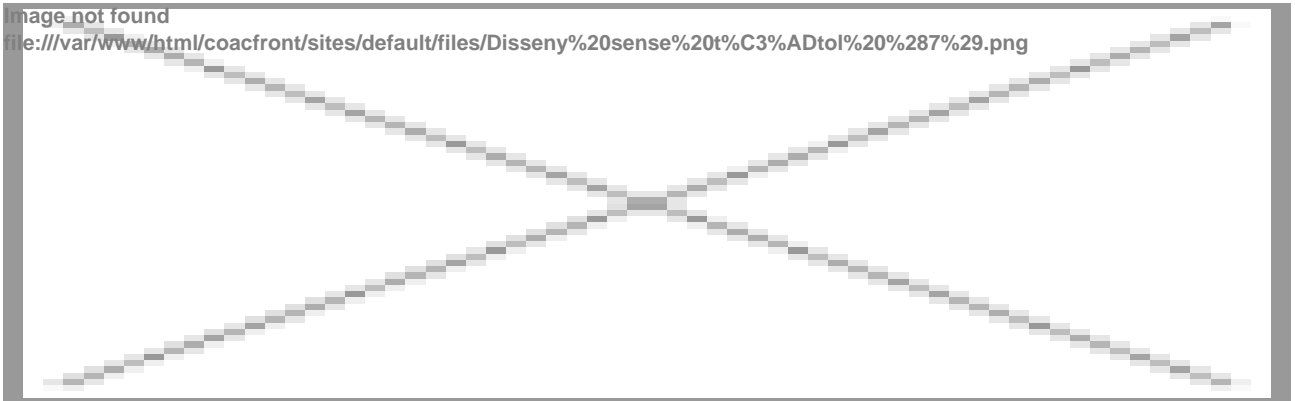 Image not found
file:///var/www/html/coacfront/sites/default/files/Disseny%20sense%20t%C3%ADtol%20%287%29.png